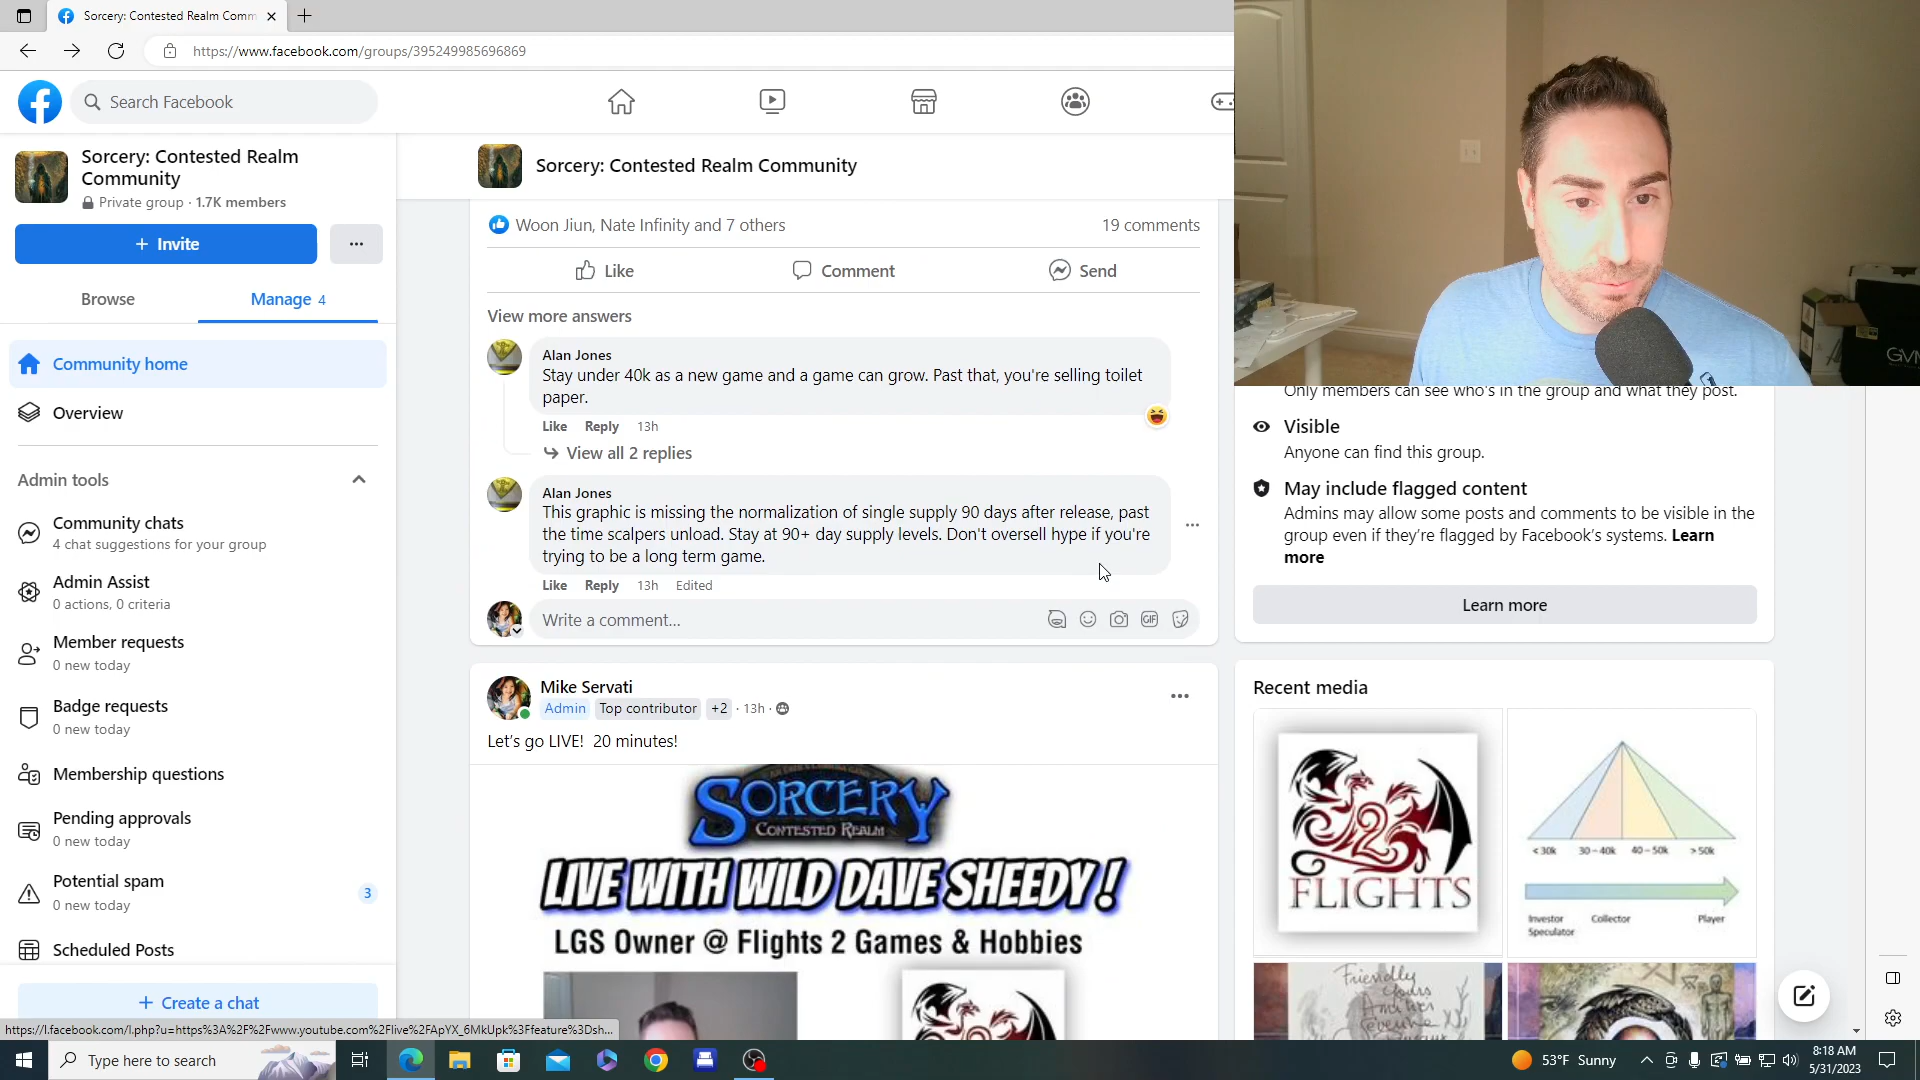 Sorcery: Contested Realm Comm
https://www.facebook.com/groups/395249985696869
Search Facebook
Sorcery: Contested Realm
Community
Private group · 1.7K members
+ Invite
Browse
Manage 4
Community home
Overview
Admin tools
Community chats
4 chat suggestions for your group
Admin Assist
0 actions, 0 criteria
Member requests
0 new today
Badge requests
0 new today
Membership questions
Pending approvals
0 new today
Potential spam
0 new today
3
Scheduled Posts
+ Create a chat
https://l.facebook.com/l.php?u=https%3A%2F%2Fwww.youtube.com%2Flive%2FApYX_6MkUpk%3Ffeature%3Dsh...
Sorcery: Contested Realm Community
Woon Jiun, Nate Infinity and 7 others
19 comments
Like
Comment
Send
View more answers
Alan Jones
Stay under 40k as a new game and a game can grow. Past that, you're selling toilet
paper.
Like Reply 13h
View all 2 replies
Alan Jones
This graphic is missing the normalization of single supply 90 days after release, past
the time scalpers unload. Stay at 90+ day supply levels. Don't oversell hype if you're
trying to be a long term game.
Like Reply 13h Edited
Write a comment...
GIF
Mike Servati
Admin Top contributor +2 · 13h ·
Let's go LIVE! 20 minutes!
SORCERY
CONTESTED REALM
LIVE WITH WILD DAVE SHEEDY!
LGS Owner @ Flights 2 Games & Hobbies
GVM
Only members can see who's in the group and what they post.
Visible
Anyone can find this group.
May include flagged content
Admins may allow some posts and comments to be visible in the
group even if they're flagged by Facebook's systems. Learn
more
Learn more
Recent media
2
FLIGHTS
<30k 30-40k 40-50k >50k
Investor
Speculator
Collector
Player
Friendly
Yours
Type here to search
53°F Sunny
8:18 AM
5/31/2023